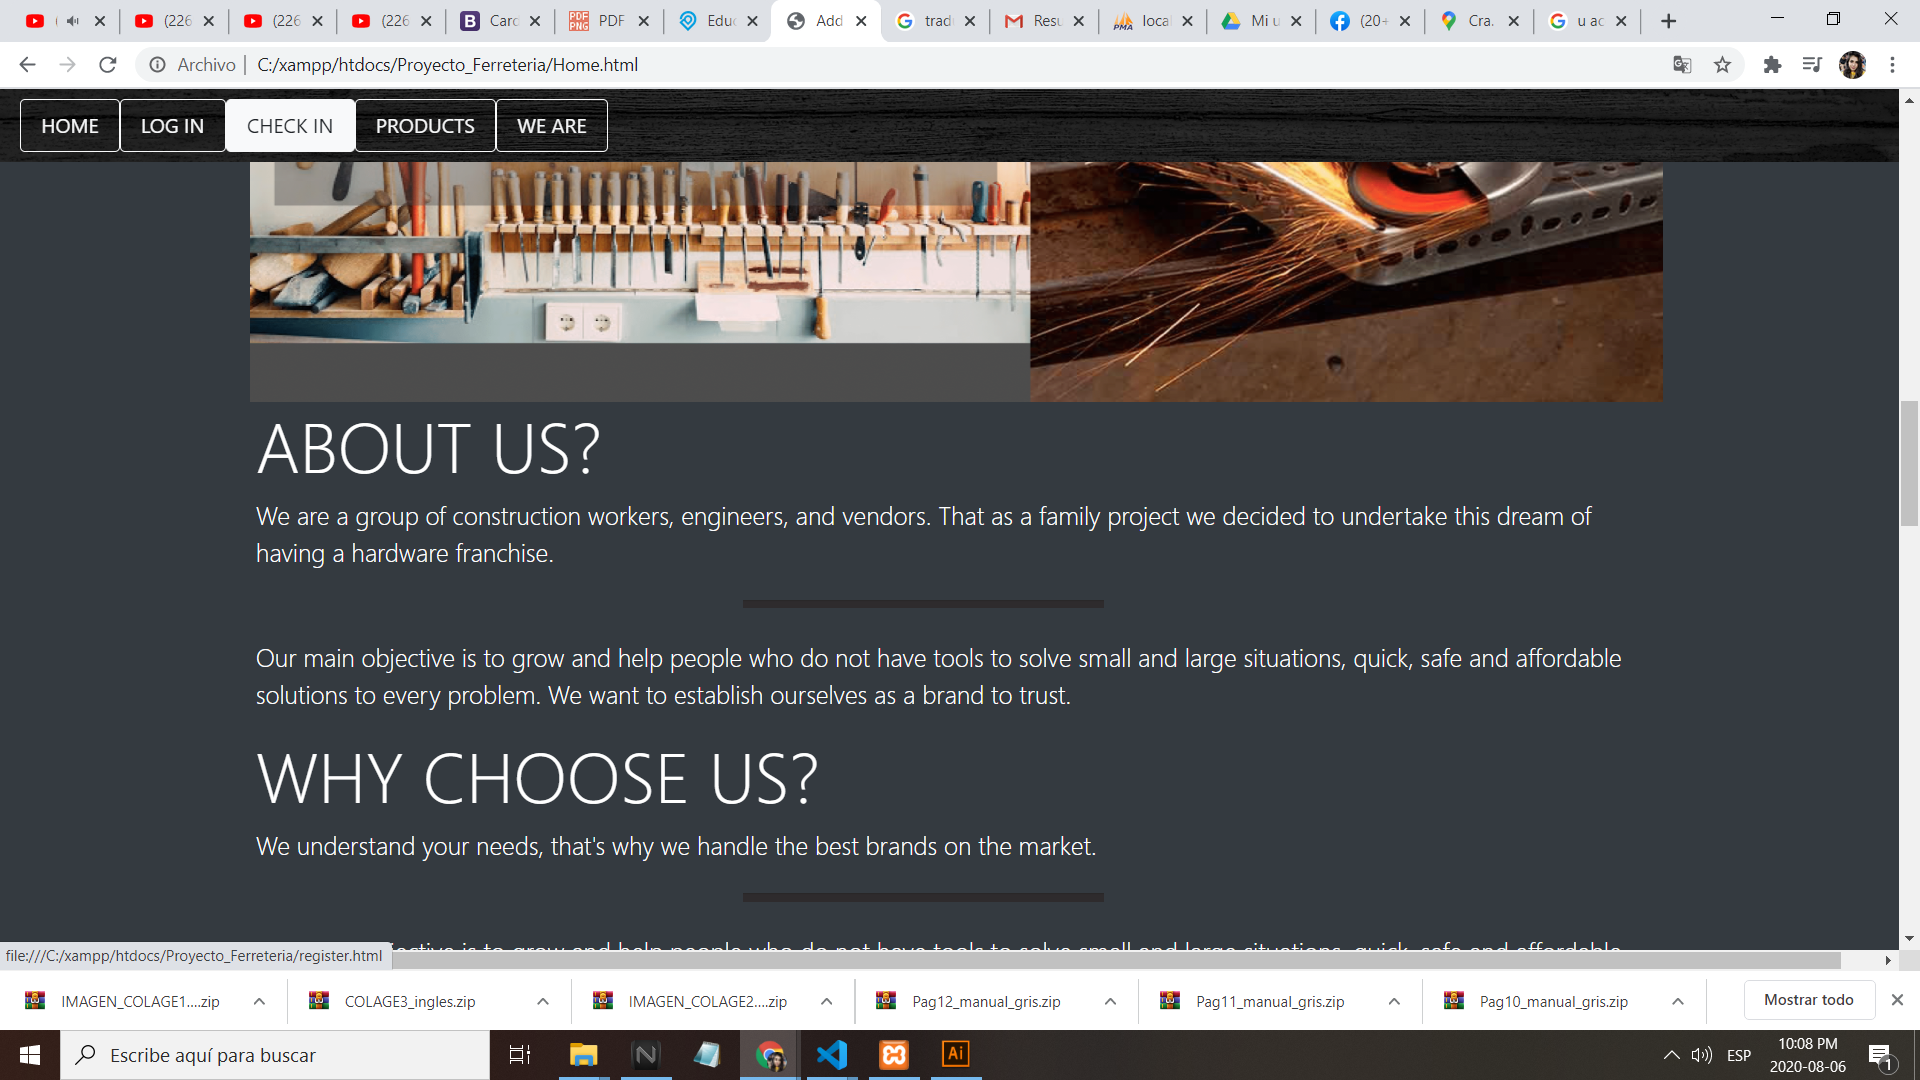 (226
(226
(226
Caro
PDF
Educ
Add
tradu
Resu
local
Mi u
(20+
Cra.
u ac
Archivo
C:/xampp/htdocs/Proyecto_Ferreteria/Home.html
HOME
LOG IN
CHECK IN
PRODUCTS
WE ARE
ABOUT US?
We are a group of construction workers, engineers, and vendors. That as a family project we decided to undertake this dream of
having a hardware franchise.
Our main objective is to grow and help people who do not have tools to solve small and large situations, quick, safe and affordable
solutions to every problem. We want to establish ourselves as a brand to trust.
WHY CHOOSE US?
We understand your needs, that's why we handle the best brands on the market.
ective is to grow and help people who do not have tools to solve small and large situations, quick, safe and affordable
file:///C:/xampp/htdocs/Proyecto_Ferreteria/register.html
IMAGEN_COLAGE1....zip
COLAGE3_ingles.zip
IMAGEN_COLAGE2....zip
Pag12_manual_gris.zip
Pag11_manual_gris.zip
Pag10_manual_gris.zip
Mostrar todo
Escribe aquí para buscar
Ai
ESP
10:08 PM
2020-08-06
1